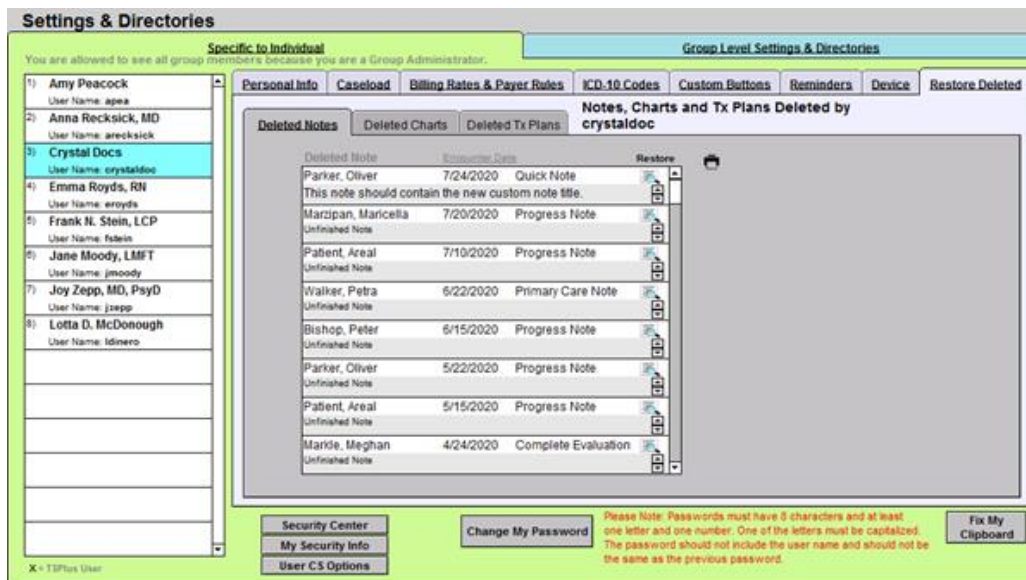 Settings & Directories
Specific to Individual
Group Level Settings & Directories
You are allowed to see all group members because you are a Group Administrator.
1) Amy Peacock
User Name: apea
2) Anna Recksick, MD
User Name: arecksick
3) Crystal Docs
User Name: crystaldoc
4) Emma Royds, RN
User Name: eroyds
5) Frank N. Stein, LCP
User Name: fstein
6) Jane Moody, LMFT
User Name: jmoody
7) Joy Zepp, MD, PsyD
User Name: jzepp
8) Lotta D. McDonough
User Name: ldinero
X = TSPlus User
Personal Info Caseload Billing Rates & Payer Rules ICD-10 Codes Custom Buttons Reminders Device Restore Deleted
Notes, Charts and Tx Plans Deleted by
crystaldoc
Deleted Notes Deleted Charts Deleted Tx Plans
Deleted Note Encounter Date Restore
Parker, Oliver 7/24/2020 Quick Note
This note should contain the new custom note title.
Marzipan, Maricella 7/20/2020 Progress Note
Unfinished Note
Patient, Areal 7/10/2020 Progress Note
Unfinished Note
Walker, Petra 6/22/2020 Primary Care Note
Unfinished Note
Bishop, Peter 6/15/2020 Progress Note
Unfinished Note
Parker, Oliver 5/22/2020 Progress Note
Unfinished Note
Patient, Areal 5/15/2020 Progress Note
Unfinished Note
Markle, Meghan 4/24/2020 Complete Evaluation
Unfinished Note
Security Center
My Security Info
User CS Options
Change My Password
Please Note: Passwords must have 8 characters and at least
one letter and one number. One of the letters must be capitalized.
The password should not include the user name and should not be
the same as the previous password.
Fix My
Clipboard